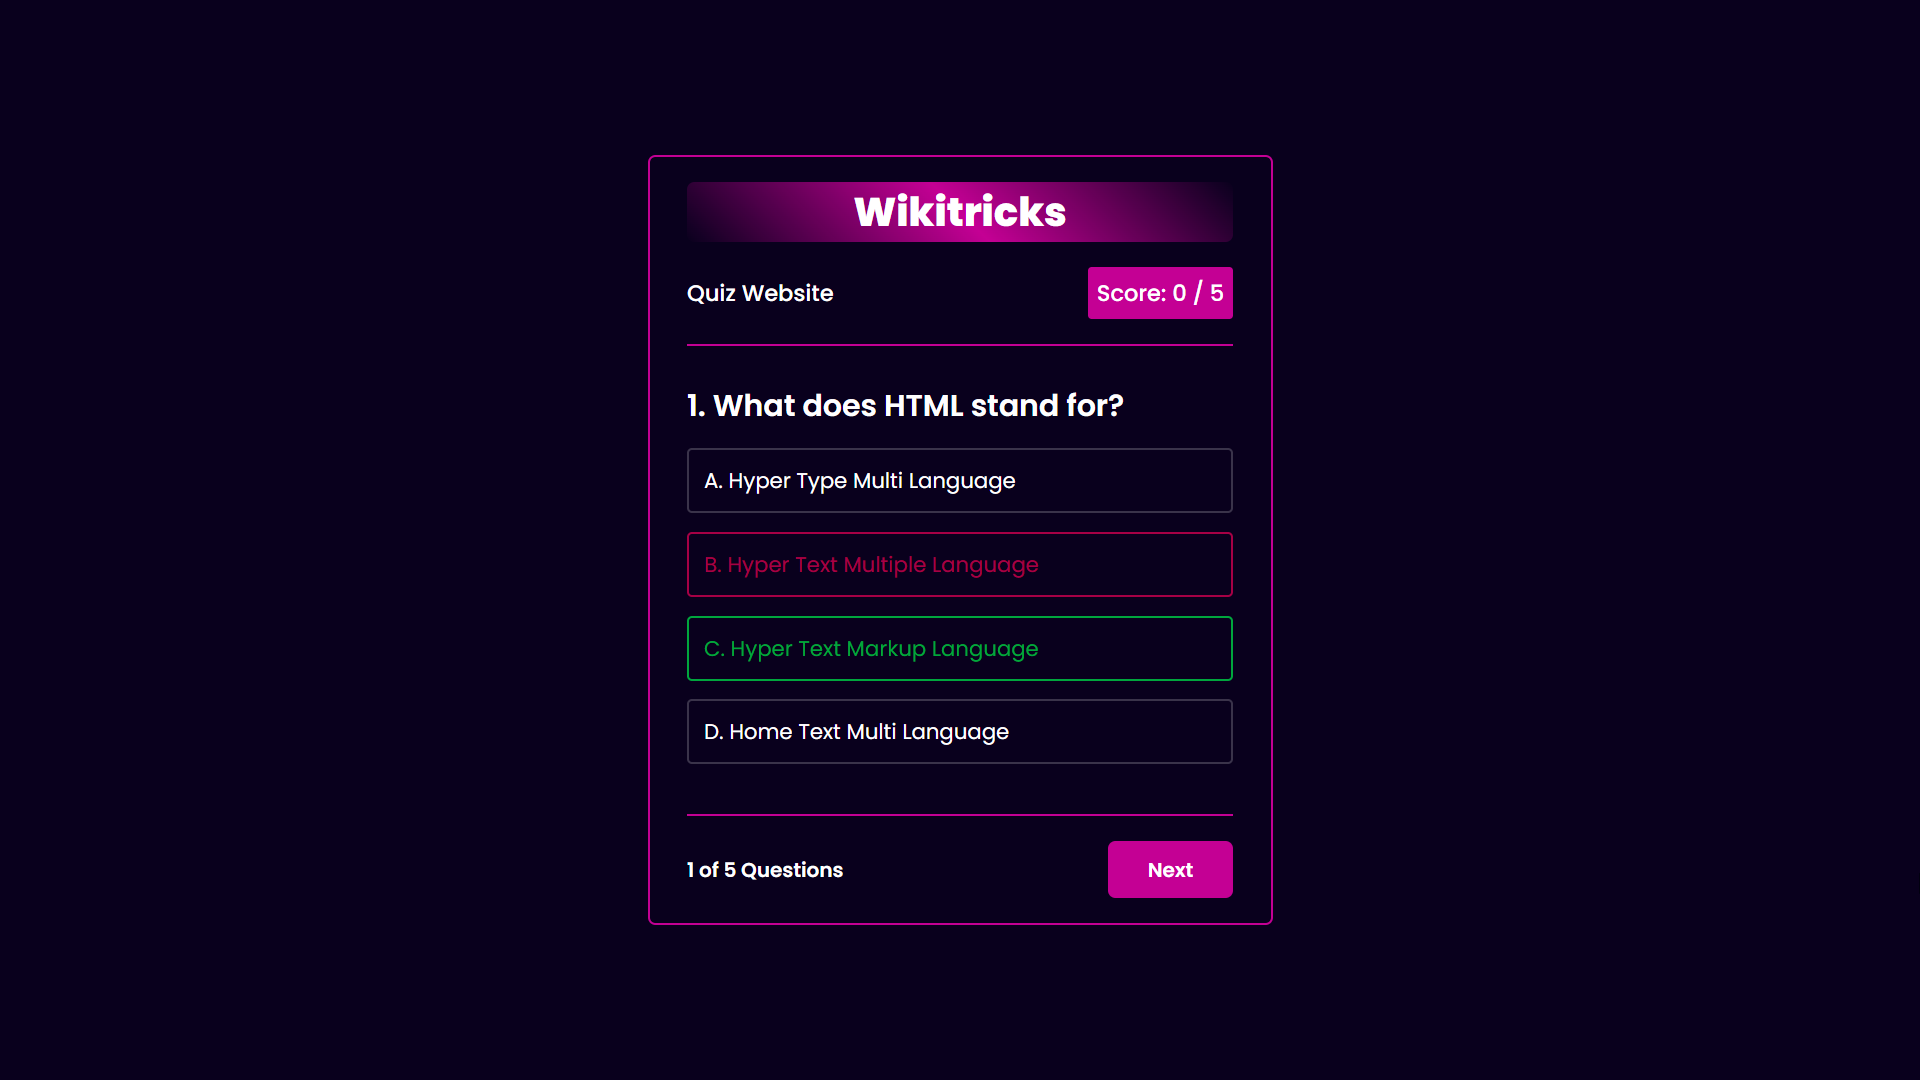 Wikitricks
Quiz Website
Score: 0 / 5
1. What does HTML stand for?
A. Hyper Type Multi Language
B. Hyper Text Multiple Language
C. Hyper Text Markup Language
D. Home Text Multi Language
1 of 5 Questions
Next